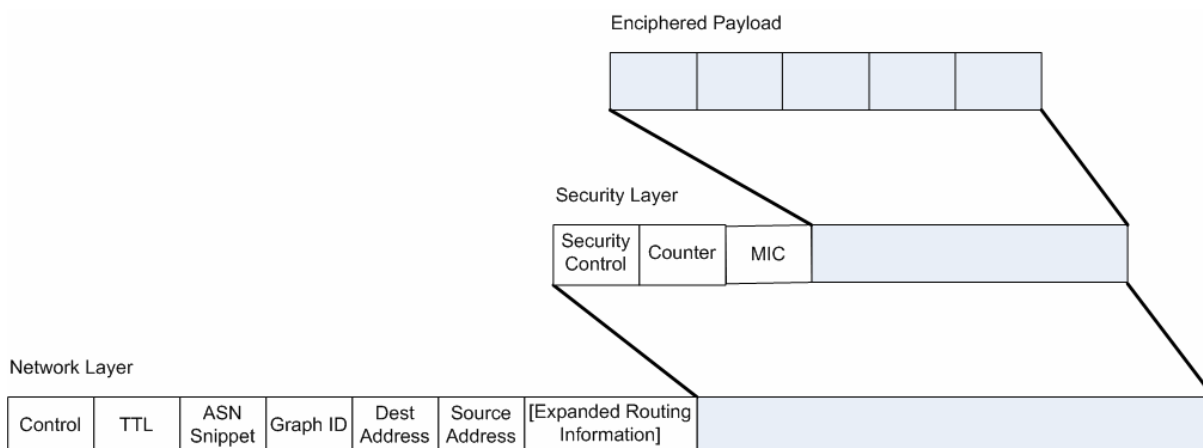 Enciphered Payload
Security Layer
Security
Control
Counter
MIC
Network Layer
Control
TTL
ASN
Snippet
Graph ID
Dest
Address
Source
Address
[Expanded Routing
Information]